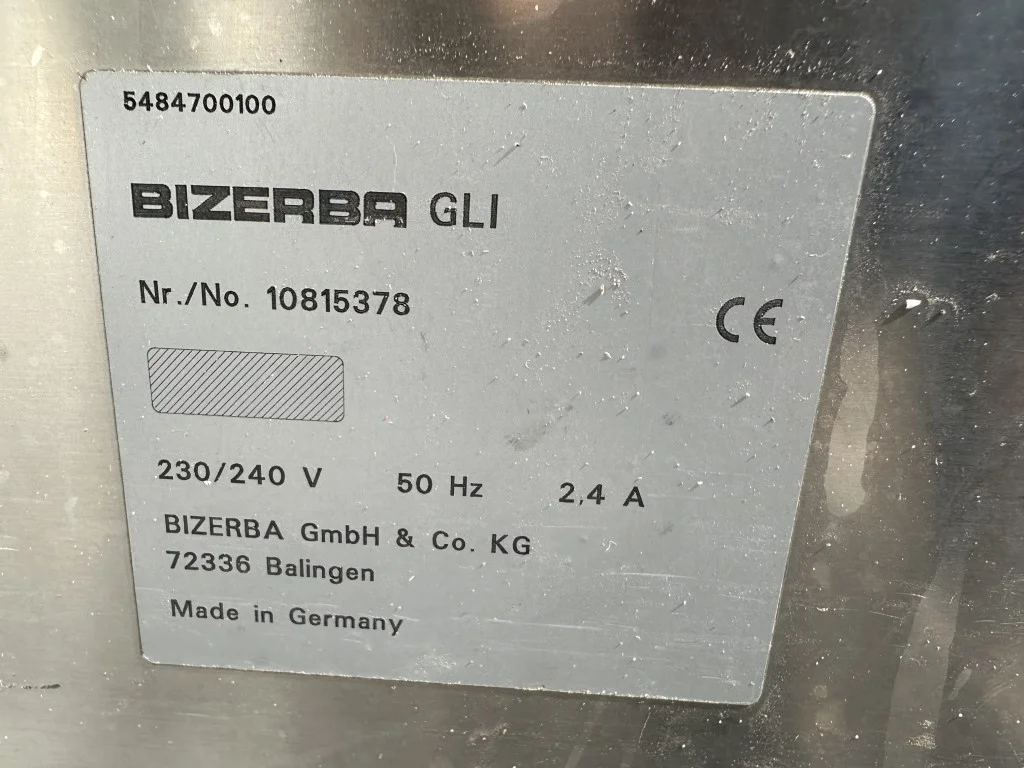 5484700100
BIZERBA GLI
Nr./No. 10815378
CE
230/240 V 50 Hz 2,4 A
BIZERBA GmbH & Co. KG
72336 Balingen
Made in Germany